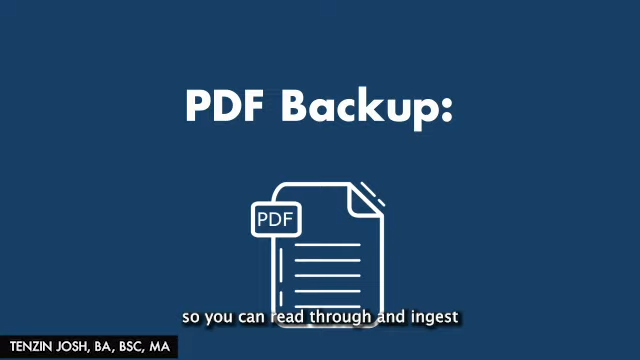 PDF Backup:
PDF
so you can read through and ingest
TENZIN JOSH, BA, BSC, MA